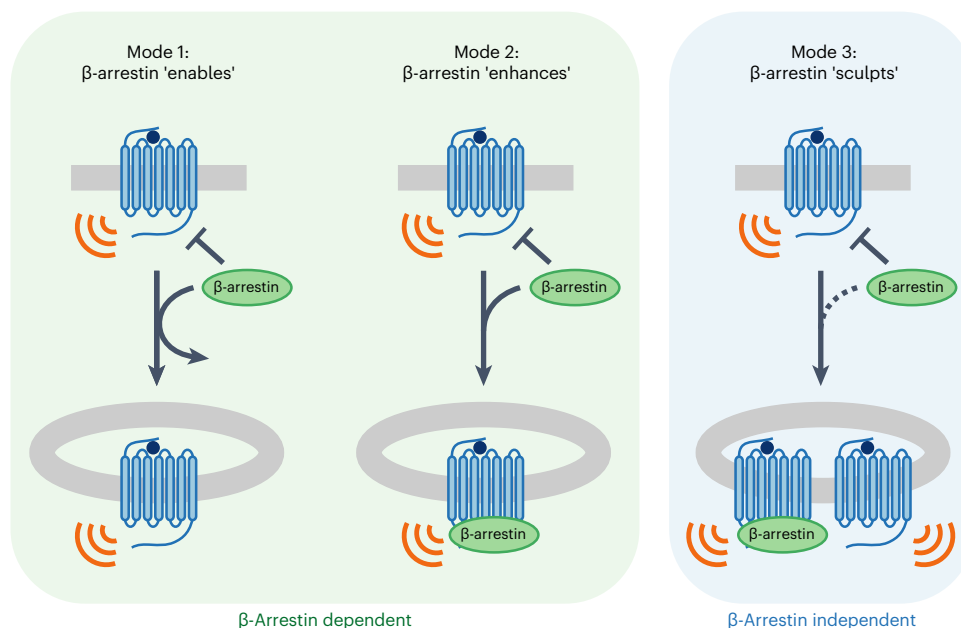 Mode 1:
β-arrestin 'enables'
Mode 2:
β-arrestin 'enhances'
Mode 3:
β-arrestin 'sculpts'
β-arrestin
β-arrestin
β-arrestin
β-arrestin
β-arrestin
β-Arrestin dependent
β-Arrestin independent